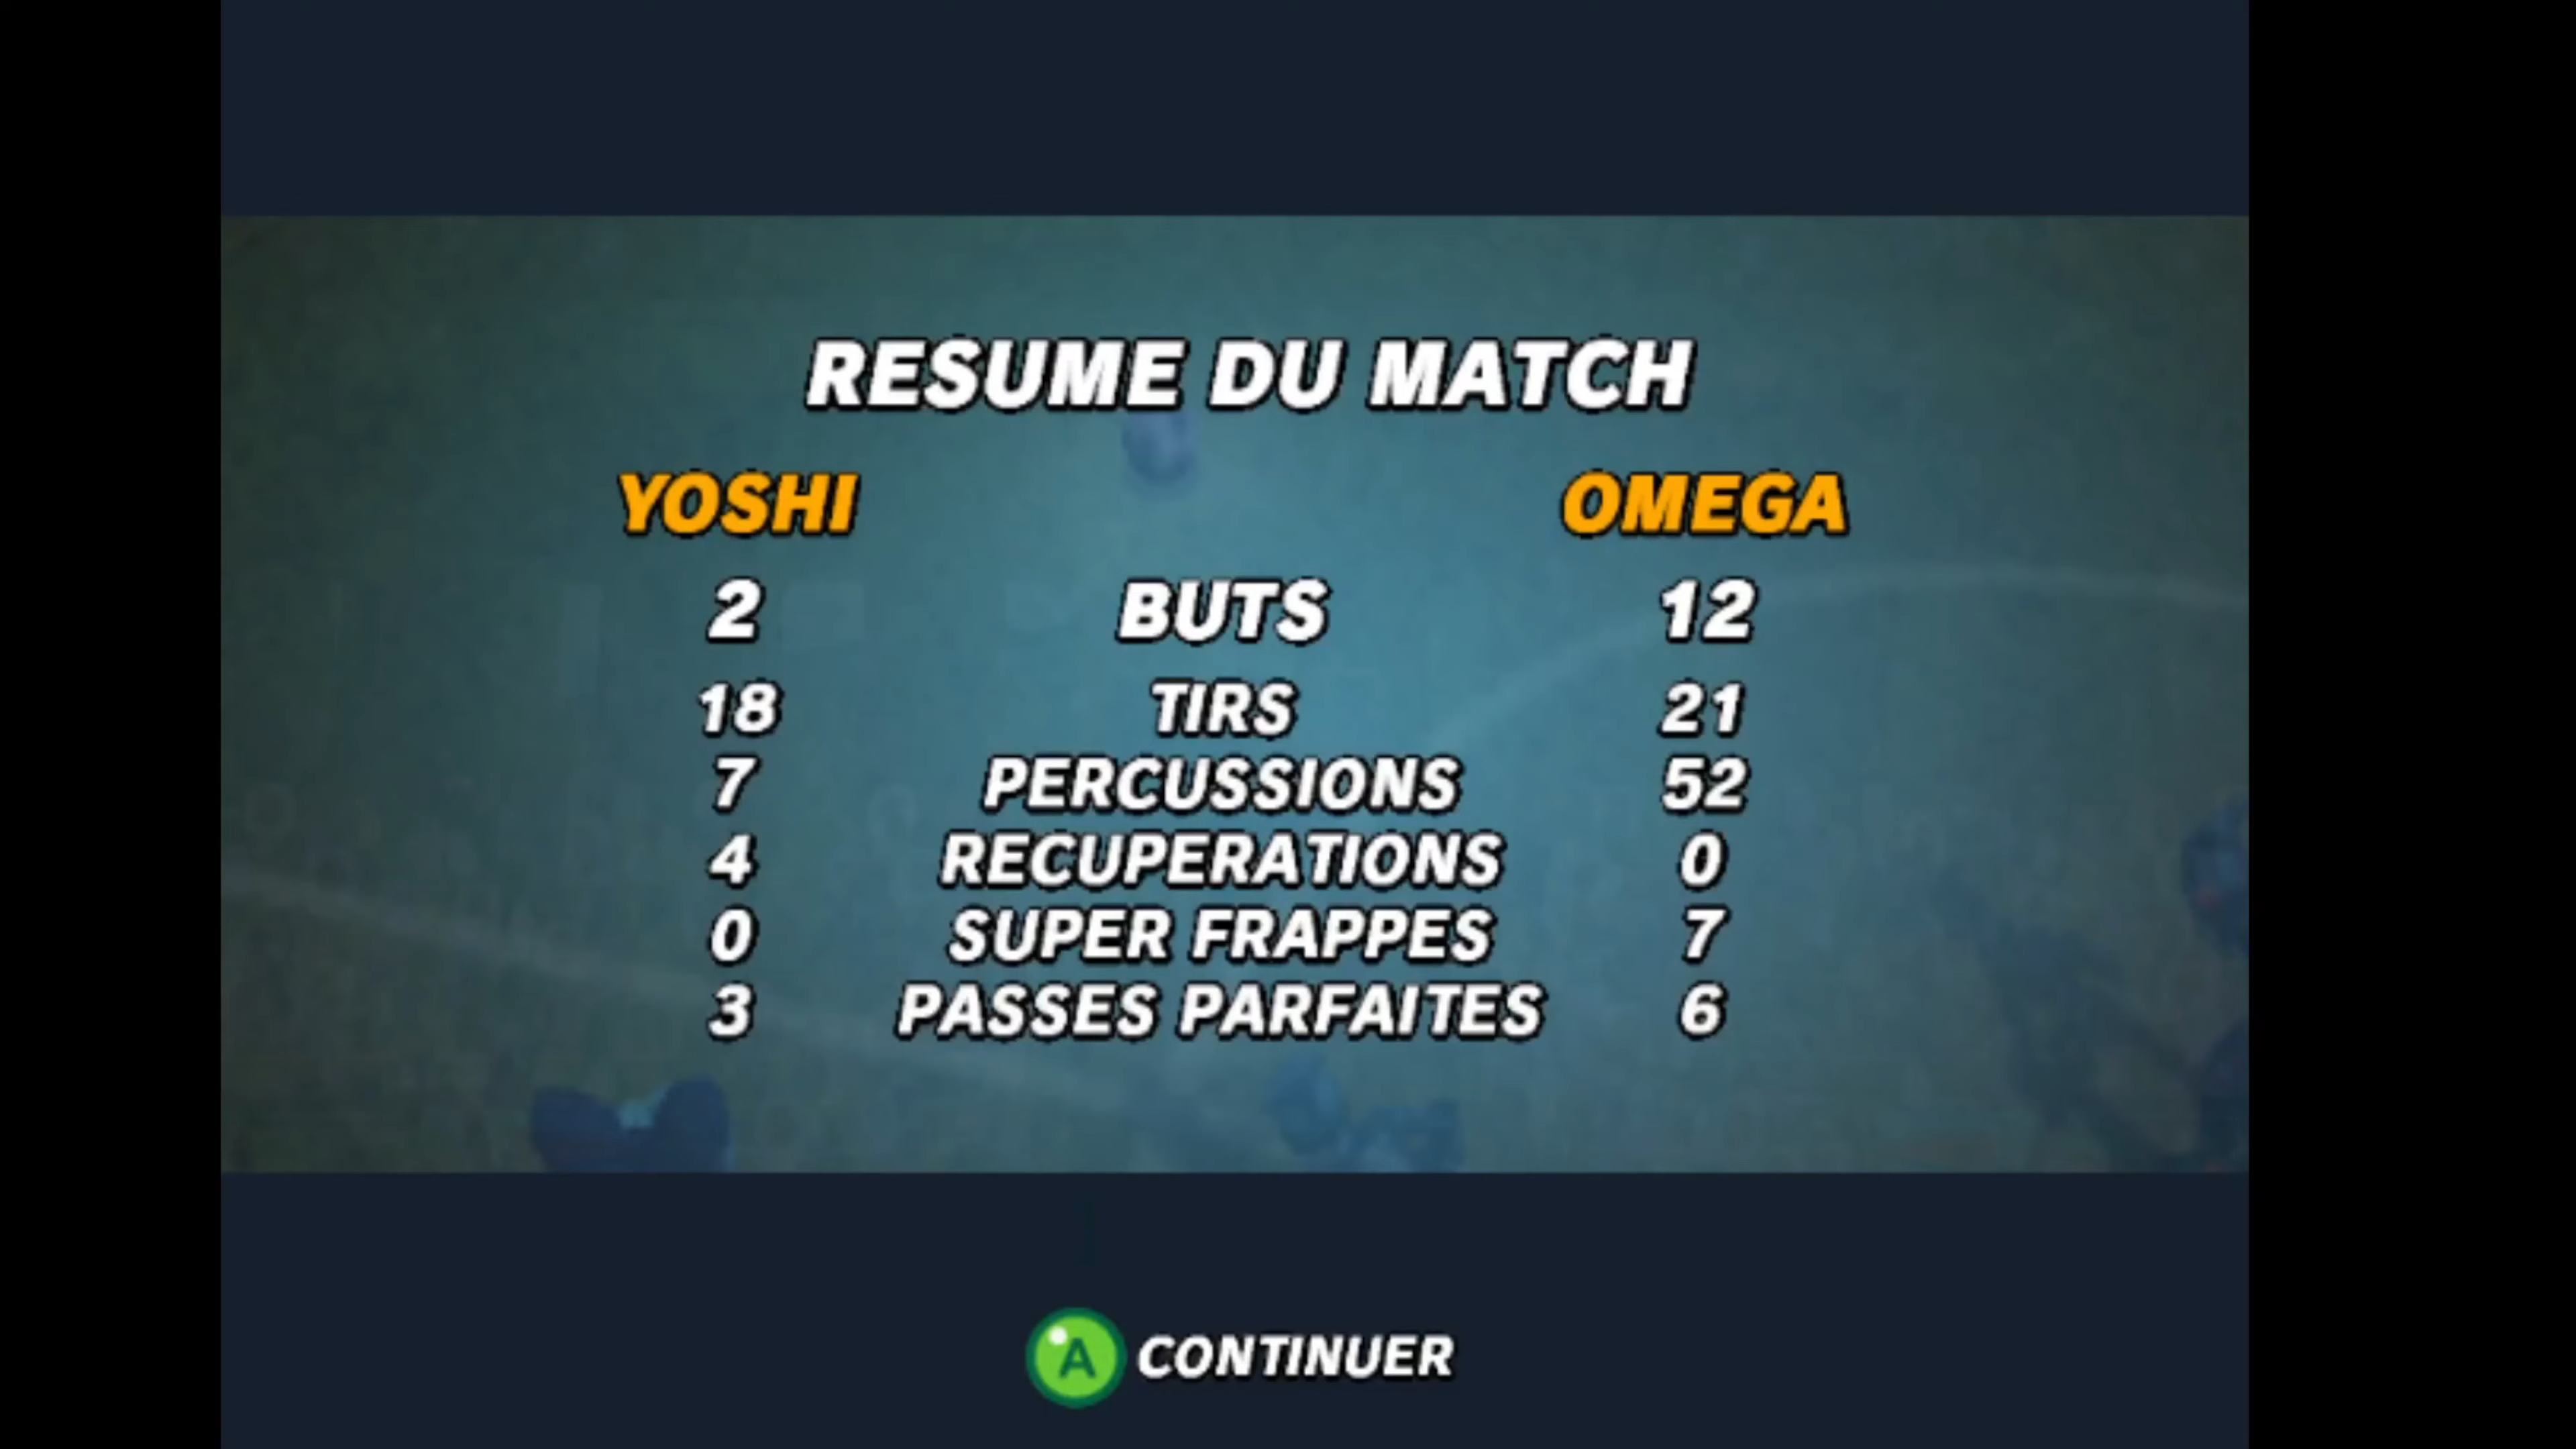 RESUME DU MATCH
YOSHI OMEGA
2 BUTS 12
18 TIRS 21
7 PERCUSSIONS 52
4 RECUPERATIONS 0
0 SUPER FRAPPES 7
3 PASSES PARFAITES 6
A CONTINUER